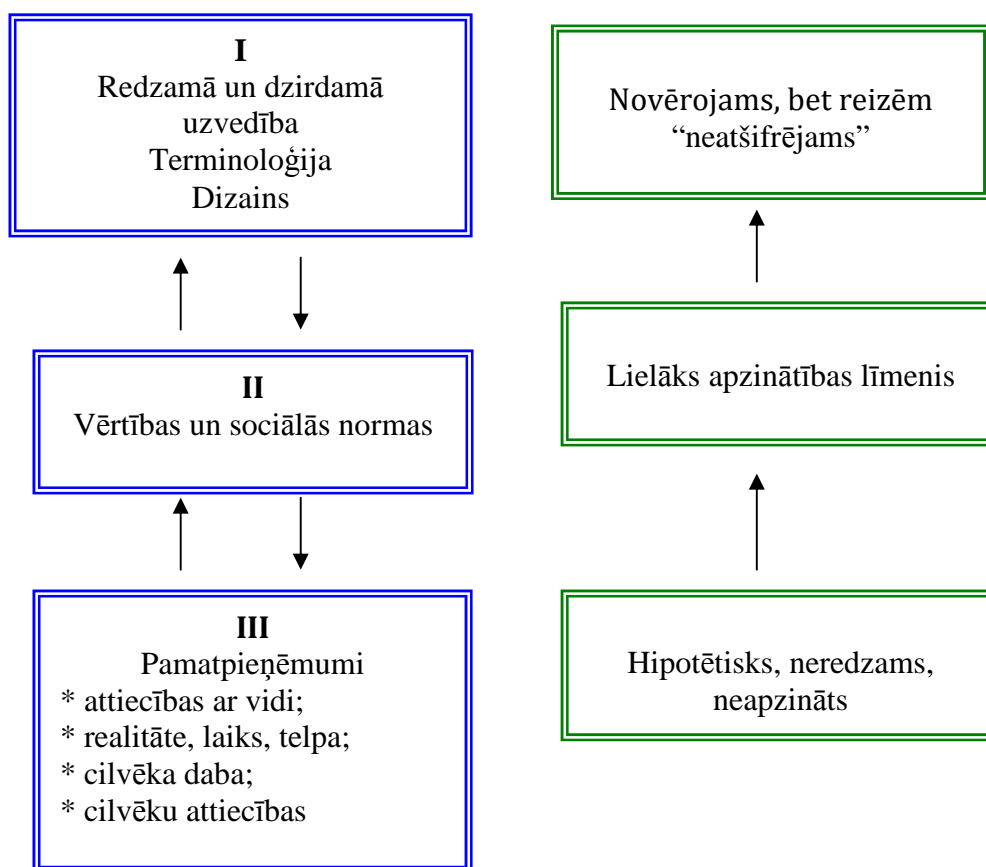 I
Redzamā un dzirdamā
uzvedība
Terminoloģija
Dizains
Novērojams, bet reizēm
“neatšifrējams”
II
Vērtības un sociālās normas
Lielāks apzinātības līmenis
III
Pamatpieņēmumi
* attiecības ar vidi;
* realitāte, laiks, telpa;
* cilvēka daba;
* cilvēku attiecības
Hipotētisks, neredzams,
neapzināts